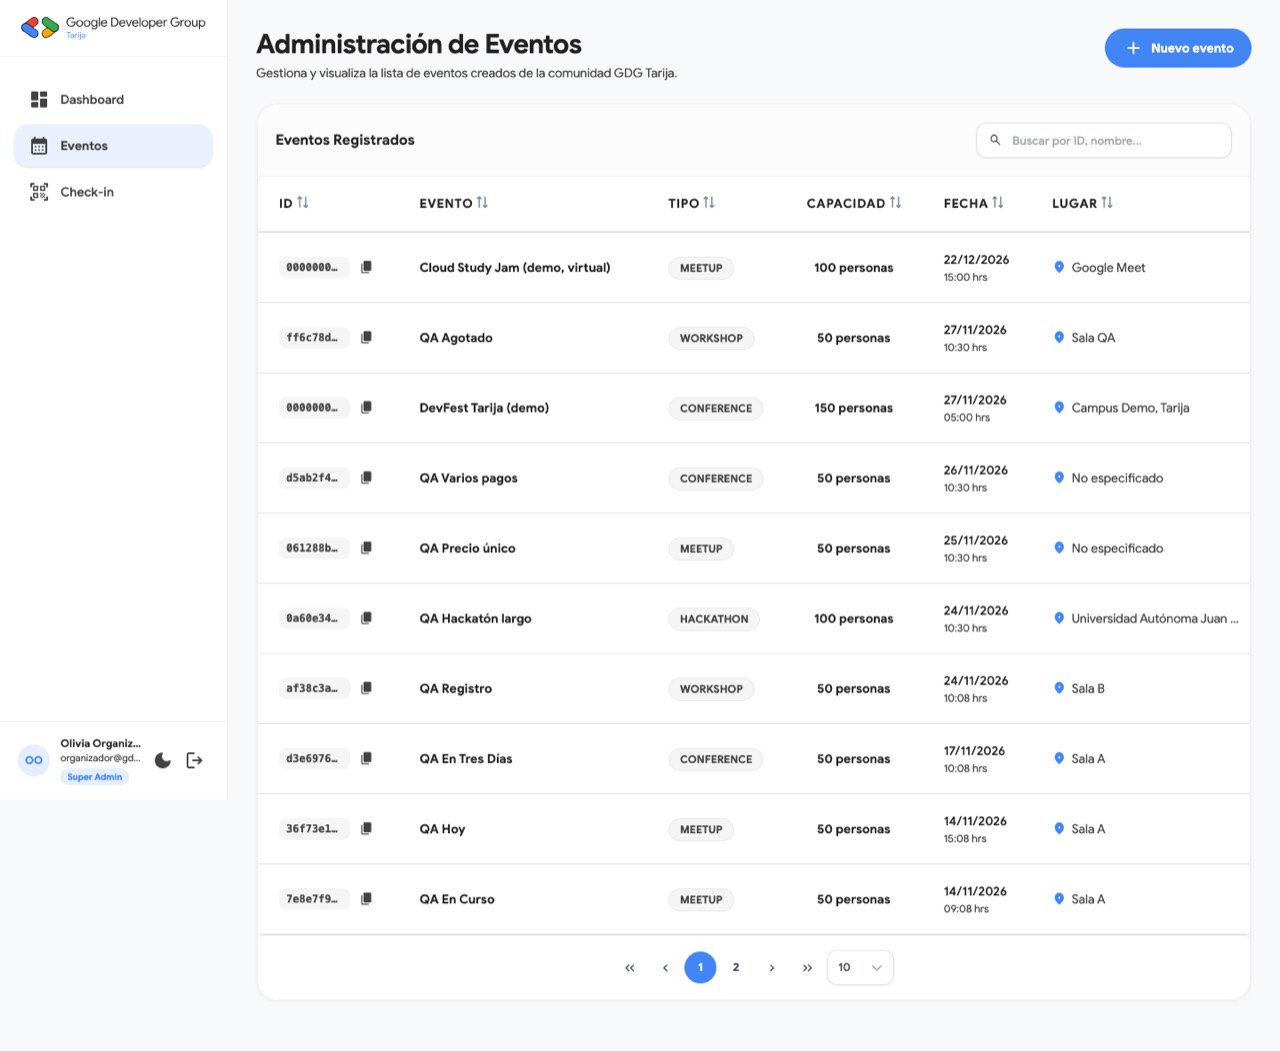 Google Developer Group
Tarija
Dashboard
Eventos
Check-in
OO
Olivia Organiz...
organizador@gd...
Super Admin
Administración de Eventos
Gestiona y visualiza la lista de eventos creados de la comunidad GDG Tarija.
+ Nuevo evento
Eventos Registrados
Buscar por ID, nombre...
ID EVENTO TIPO CAPACIDAD FECHA LUGAR
0000000… Cloud Study Jam (demo, virtual) MEETUP 100 personas 22/12/2026 15:00 hrs Google Meet
ff6c78d… QA Agotado WORKSHOP 50 personas 27/11/2026 10:30 hrs Sala QA
0000000… DevFest Tarija (demo) CONFERENCE 150 personas 27/11/2026 05:00 hrs Campus Demo, Tarija
d5ab2f4… QA Varios pagos CONFERENCE 50 personas 26/11/2026 10:30 hrs No especificado
061288b… QA Precio único MEETUP 50 personas 25/11/2026 10:30 hrs No especificado
0a60e34… QA Hackatón largo HACKATHON 100 personas 24/11/2026 10:30 hrs Universidad Autónoma Juan ...
af38c3a… QA Registro WORKSHOP 50 personas 24/11/2026 10:08 hrs Sala B
d3e6976… QA En Tres Días CONFERENCE 50 personas 17/11/2026 10:08 hrs Sala A
36f73e1… QA Hoy MEETUP 50 personas 14/11/2026 15:08 hrs Sala A
7e8e7f9… QA En Curso MEETUP 50 personas 14/11/2026 09:08 hrs Sala A
« ‹ 1 2 › » 10